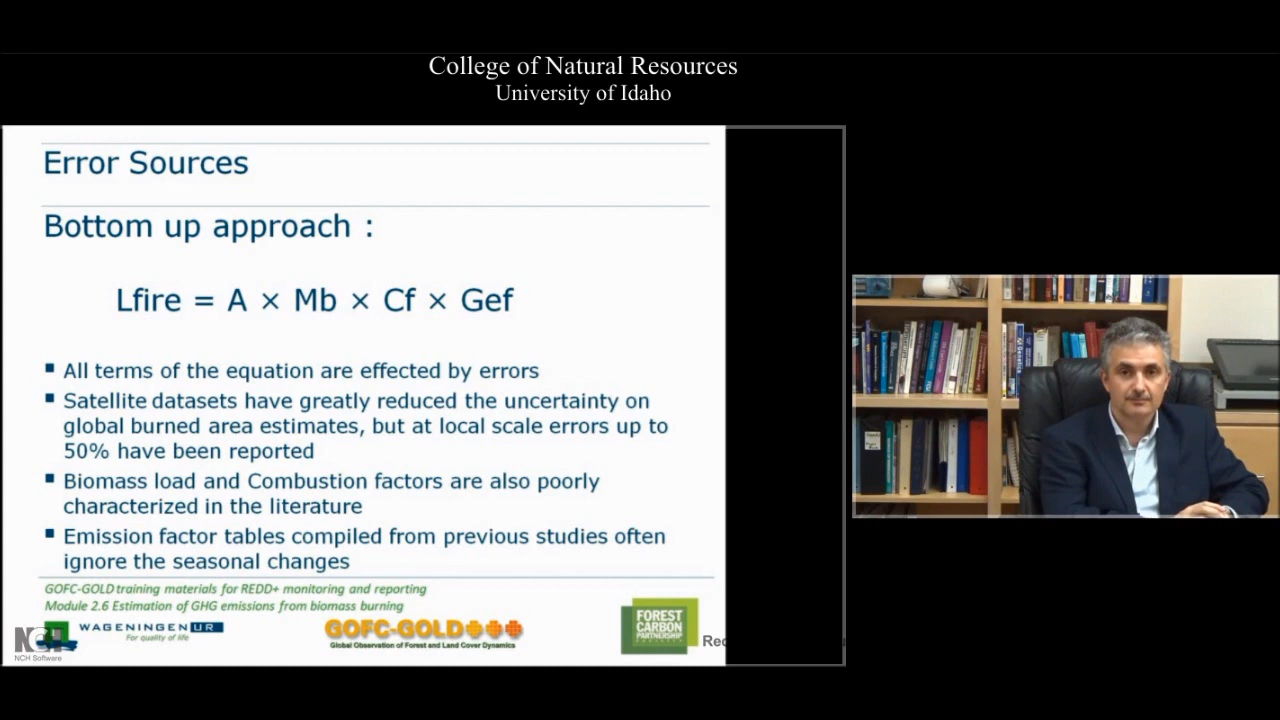 College of Natural Resources
University of Idaho
Error Sources
Bottom up approach :
Lfire = A × Mb × Cf × Gef
All terms of the equation are effected by errors
Satellite datasets have greatly reduced the uncertainty on
global burned area estimates, but at local scale errors up to
50% have been reported
Biomass load and Combustion factors are also poorly
characterized in the literature
Emission factor tables compiled from previous studies often
ignore the seasonal changes
GOFC-GOLD training materials for REDD+ monitoring and reporting
Module 2.6 Estimation of GHG emissions from biomass burning
NCH
NCH Software
WAGENINGEN UR
For quality of life
GOFC-GOLD
Global Observation of Forest and Land Cover Dynamics
FOREST
CARBON
PARTNERSHIP
Rec